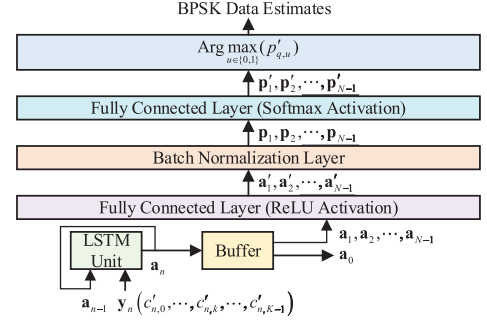 BPSK Data Estimates
Arg max (p′q,u)
u∈{0,1}
p′1, p′2, ⋯, p′N−1
Fully Connected Layer (Softmax Activation)
p1, p2, ⋯, pN−1
Batch Normalization Layer
a′1, a′2, ⋯, a′N−1
Fully Connected Layer (ReLU Activation)
LSTM
Unit
an
Buffer
a1, a2, ⋯, aN−1
a0
an−1
yn (c′n,0, ⋯, c′n,k, ⋯, c′n,K−1)